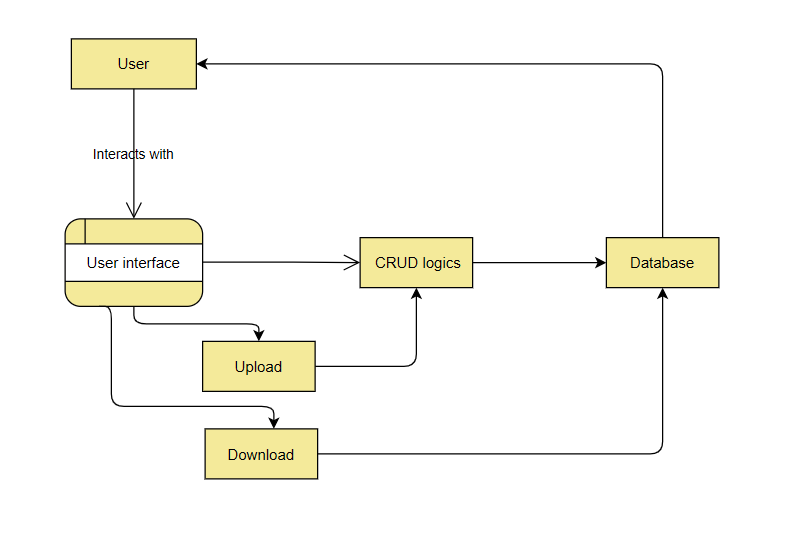 User
Interacts with
User interface
CRUD logics
Database
Upload
Download